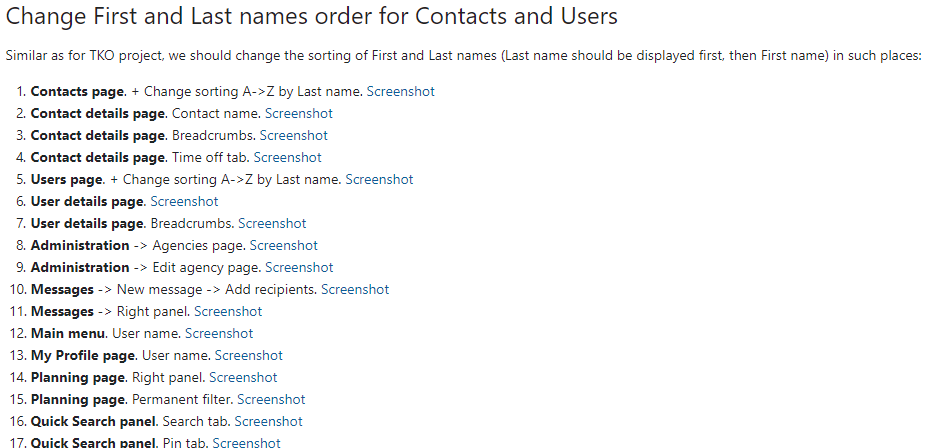 Change First and Last names order for Contacts and Users
Similar as for TKO project, we should change the sorting of First and Last names (Last name should be displayed first, then First name) in such places:
1. Contacts page. + Change sorting A->Z by Last name. Screenshot
2. Contact details page. Contact name. Screenshot
3. Contact details page. Breadcrumbs. Screenshot
4. Contact details page. Time off tab. Screenshot
5. Users page. + Change sorting A->Z by Last name. Screenshot
6. User details page. Screenshot
7. User details page. Breadcrumbs. Screenshot
8. Administration -> Agencies page. Screenshot
9. Administration -> Edit agency page. Screenshot
10. Messages -> New message -> Add recipients. Screenshot
11. Messages -> Right panel. Screenshot
12. Main menu. User name. Screenshot
13. My Profile page. User name. Screenshot
14. Planning page. Right panel. Screenshot
15. Planning page. Permanent filter. Screenshot
16. Quick Search panel. Search tab. Screenshot
17. Quick Search panel. Pin tab. Screenshot